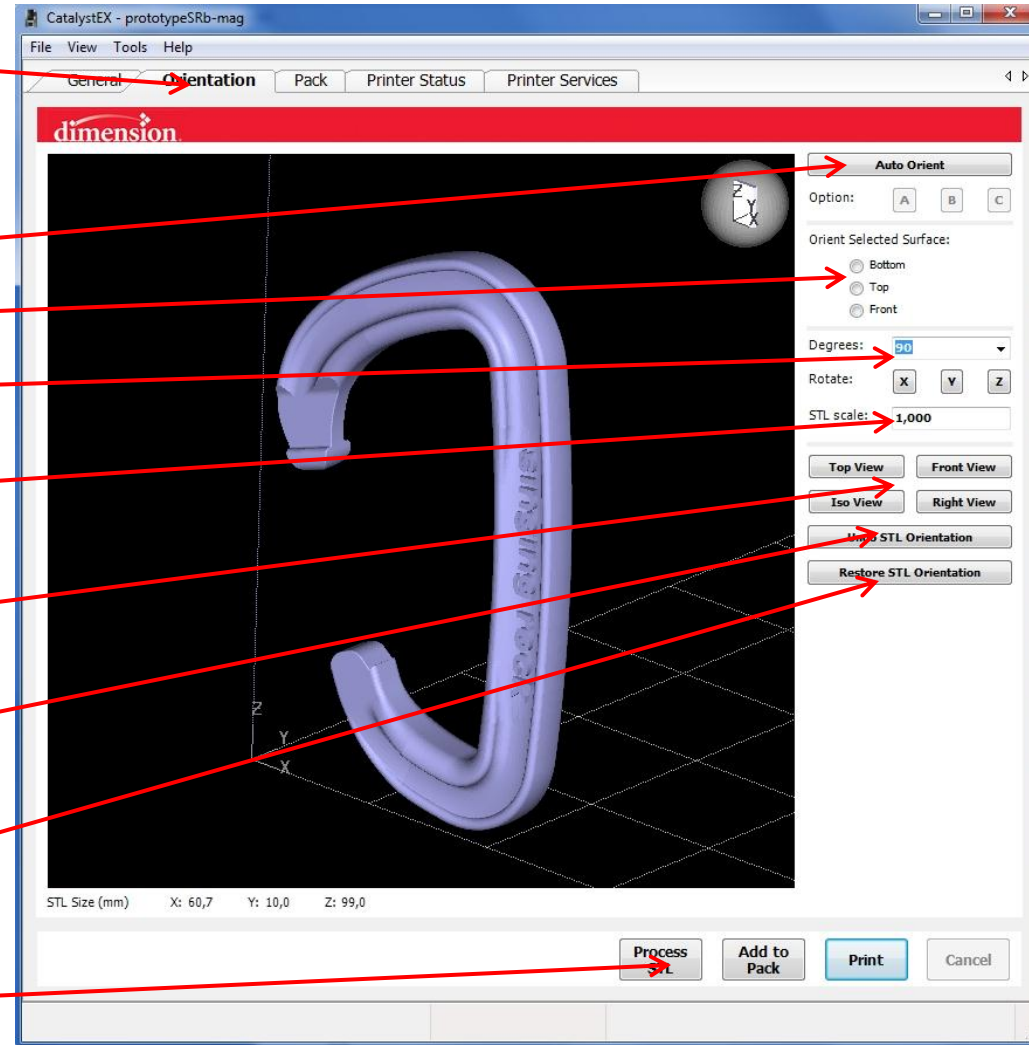 CatalystEX - prototypeSRb-mag
File View Tools Help
General Orientation Pack Printer Status Printer Services
dimension
Auto Orient
Option: A B C
Orient Selected Surface:
Bottom
Top
Front
Degrees: 90
Rotate: X Y Z
STL scale: 1,000
Top View Front View
Iso View Right View
Undo STL Orientation
Restore STL Orientation
Z
Y
X
Z
Y
X
STL Size (mm) X: 60,7 Y: 10,0 Z: 99,0
Process STL
Add to Pack
Print
Cancel